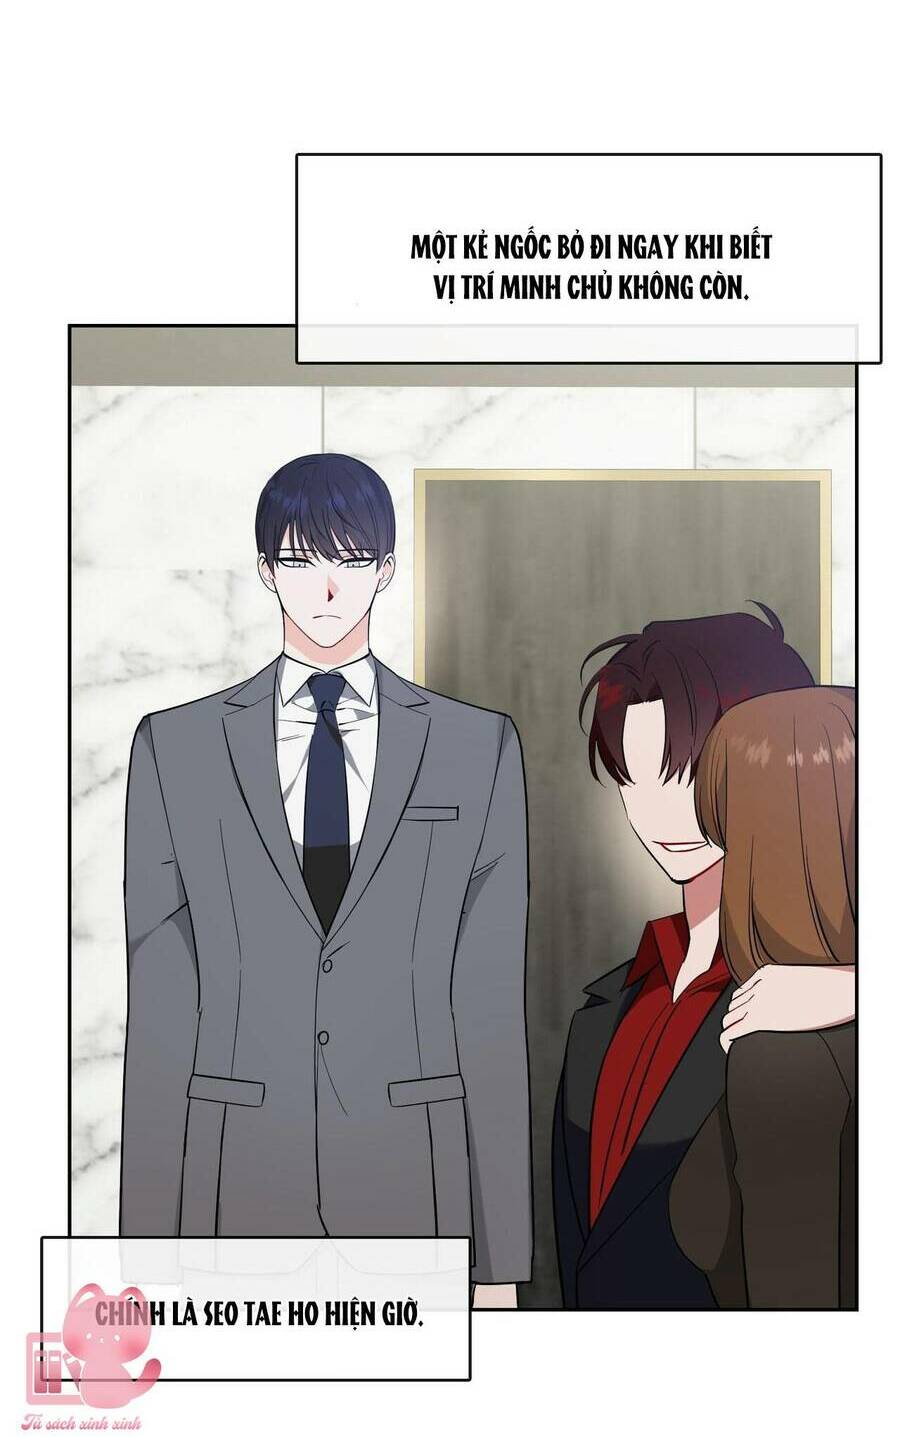 MỘT KẺ NGỐC BỎ ĐI NGAY KHI BIẾT
VỊ TRÍ MINH CHỦ KHÔNG CÒN.
CHÍNH LÀ SEO TAE HO HIỆN GIỜ.
Tủ sách xinh xinh